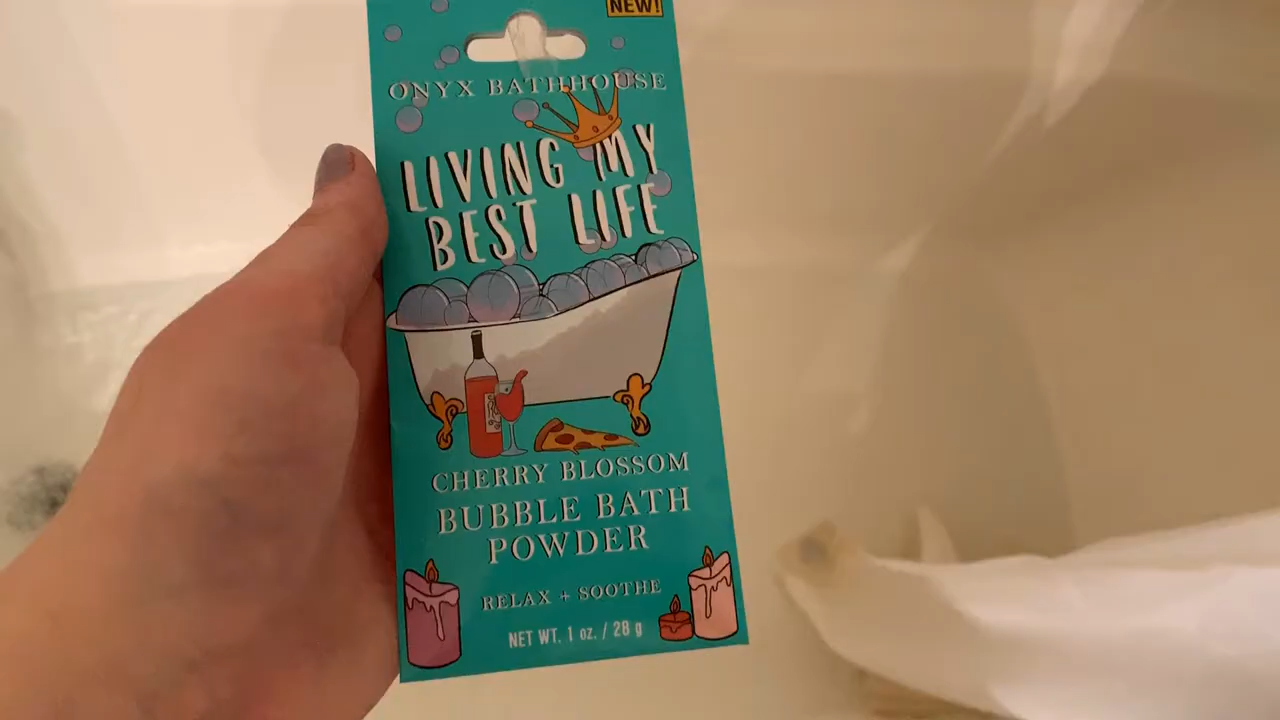 NEW!
ONYX BATHHOUSE
LIVING MY
BEST LIFE
CHERRY BLOSSOM
BUBBLE BATH
POWDER
RELAX + SOOTHE
NET WT. 1 oz. / 28 g